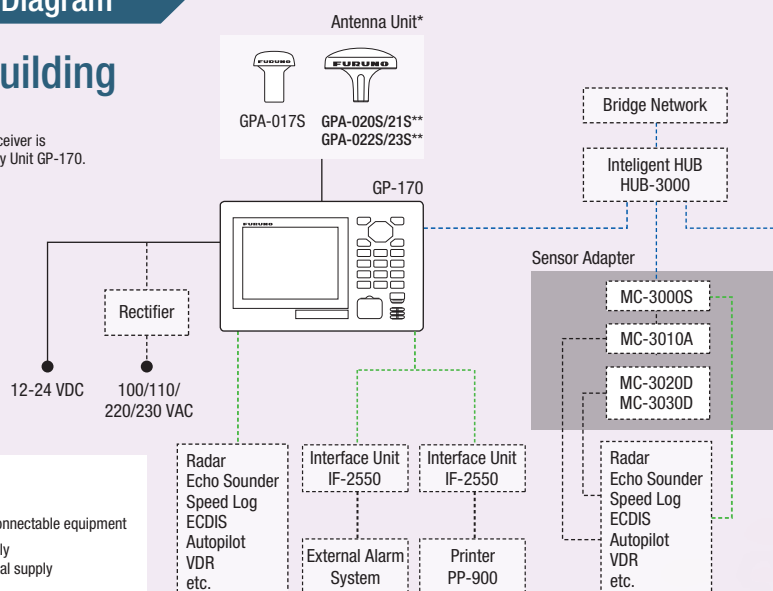 Diagram
uilding
ceiver is
y Unit GP-170.
Antenna Unit*
FURUNO
FURUNO
GPA-017S
GPA-020S/21S**
GPA-022S/23S**
GP-170
FURUNO
Rectifier
12-24 VDC
100/110/
220/230 VAC
Bridge Network
Inteligent HUB
HUB-3000
Sensor Adapter
MC-3000S
MC-3010A
MC-3020D
MC-3030D
Radar
Echo Sounder
Speed Log
ECDIS
Autopilot
VDR
etc.
Interface Unit
IF-2550
External Alarm
System
Interface Unit
IF-2550
Printer
PP-900
Radar
Echo Sounder
Speed Log
ECDIS
Autopilot
VDR
etc.
onnectable equipment
ly
al supply